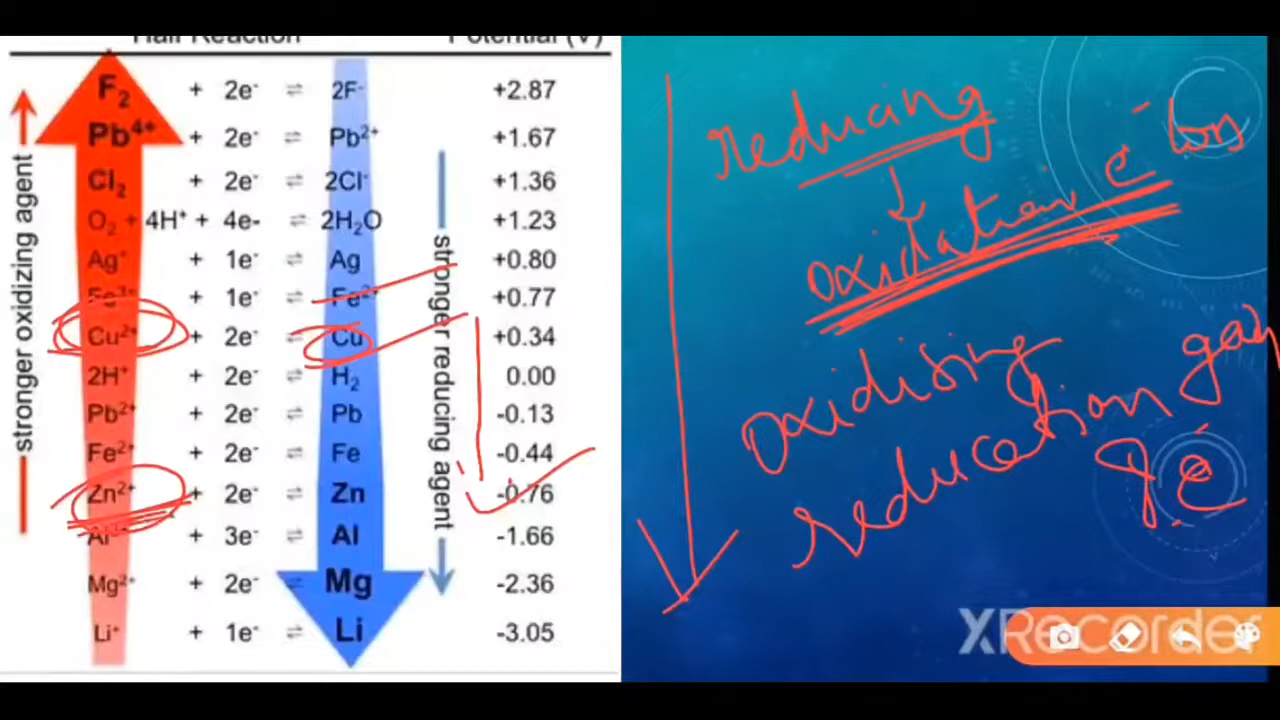 Half Reaction Potential (V)
F₂ + 2e⁻ ⇌ 2F⁻ +2.87
Pb⁴⁺ + 2e⁻ ⇌ Pb²⁺ +1.67
Cl₂ + 2e⁻ ⇌ 2Cl⁻ +1.36
O₂ + 4H⁺ + 4e- ⇌ 2H₂O +1.23
Ag⁺ + 1e⁻ ⇌ Ag +0.80
Fe³⁺ + 1e⁻ ⇌ Fe²⁺ +0.77
Cu²⁺ + 2e⁻ ⇌ Cu +0.34
2H⁺ + 2e⁻ ⇌ H₂ 0.00
Pb²⁺ + 2e⁻ ⇌ Pb -0.13
Fe²⁺ + 2e⁻ ⇌ Fe -0.44
Zn²⁺ + 2e⁻ ⇌ Zn -0.76
Al³⁺ + 3e⁻ ⇌ Al -1.66
Mg²⁺ + 2e⁻ ⇌ Mg -2.36
Li⁺ + 1e⁻ ⇌ Li -3.05
stronger oxidizing agent
stronger reducing agent
reducing
oxidation, e⁻ loss
oxidising
reduction gain
of e⁻
XRecorder